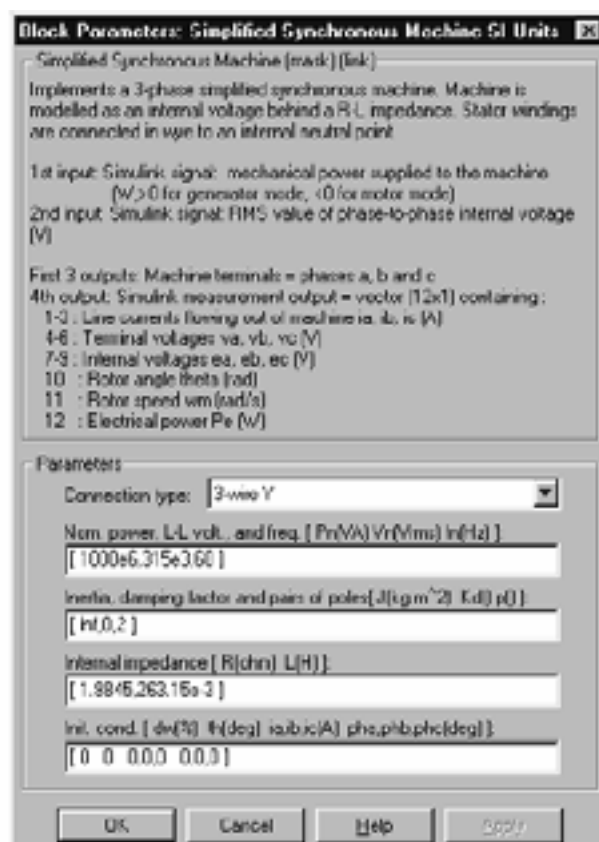 Block Parameters: Simplified Synchronous Machine SI Units
Simplified Synchronous Machine (mask) (link)
Implements a 3-phase simplified synchronous machine. Machine is
modelled as an internal voltage behind a R-L impedance. Stator windings
are connected in wye to an internal neutral point.
1st input: Simulink signal: mechanical power supplied to the machine
(W,>0 for generator mode, <0 for motor mode)
2nd input: Simulink signal: RMS value of phase-to-phase internal voltage
(V)
First 3 outputs: Machine terminals = phases a, b and c
4th output: Simulink measurement output = vector (12x1) containing :
1-3 : Line currents flowing out of machine ia, ib, ic (A)
4-6 : Terminal voltages va, vb, vc (V)
7-9 : Internal voltages ea, eb, ec (V)
10 : Rotor angle theta (rad)
11 : Rotor speed wm (rad/s)
12 : Electrical power Pe (W)
Parameters
Connection type: 3-wire Y
Nom. power, L-L volt., and freq. [ Pn(VA) Vn(Vrms) fn(Hz) ]:
[ 1000e6,315e3,60 ]
Inertia, damping factor and pairs of poles[ J(kg.m^2) Kd() p() ]:
[ inf,0,2 ]
Internal impedance [ R(ohm) L(H) ]:
[ 1.9845,263.15e-3 ]
Init. cond. [ dw(%) th(deg) ia,ib,ic(A) pha,phb,phc(deg) ]:
[ 0 0 0,0,0 0,0,0 ]
OK Cancel Help Apply